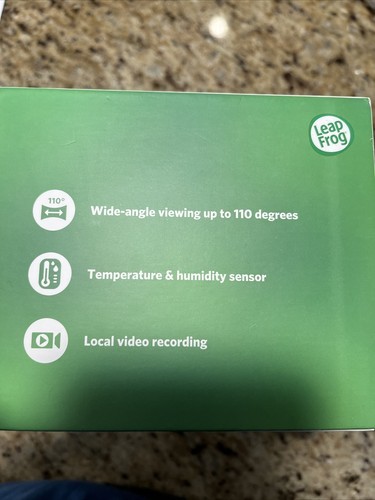 Leap
Frog
110°
Wide-angle viewing up to 110 degrees
Temperature & humidity sensor
Local video recording